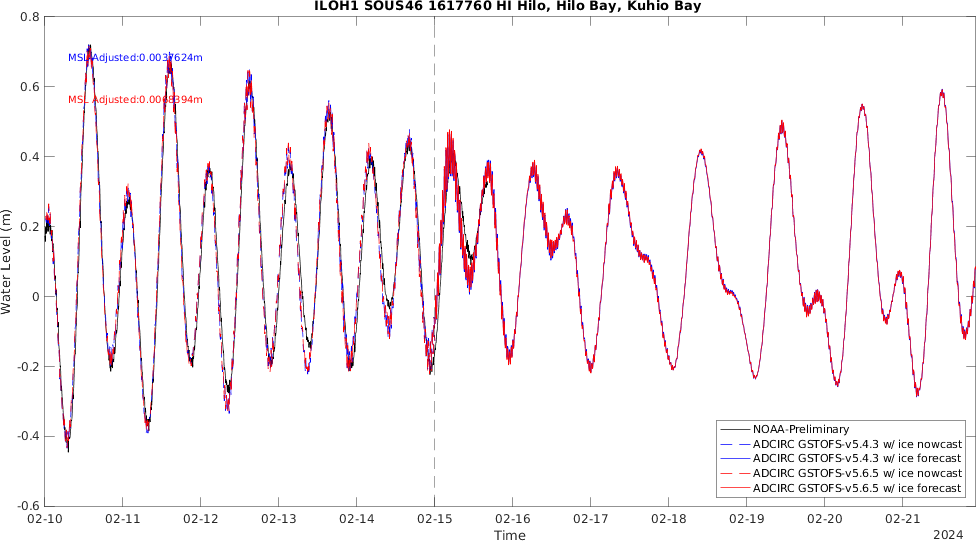 ILOH1 SOUS46 1617760 HI Hilo, Hilo Bay, Kuhio Bay
0.8
0.6
0.4
0.2
0
-0.2
-0.4
-0.6
Water Level (m)
MSL Adjusted:0.0037624m
MSL Adjusted:0.0068394m
NOAA-Preliminary
ADCIRC GSTOFS-v5.4.3 w/ ice nowcast
ADCIRC GSTOFS-v5.4.3 w/ ice forecast
ADCIRC GSTOFS-v5.6.5 w/ ice nowcast
ADCIRC GSTOFS-v5.6.5 w/ ice forecast
02-10 02-11 02-12 02-13 02-14 02-15 02-16 02-17 02-18 02-19 02-20 02-21
Time
2024